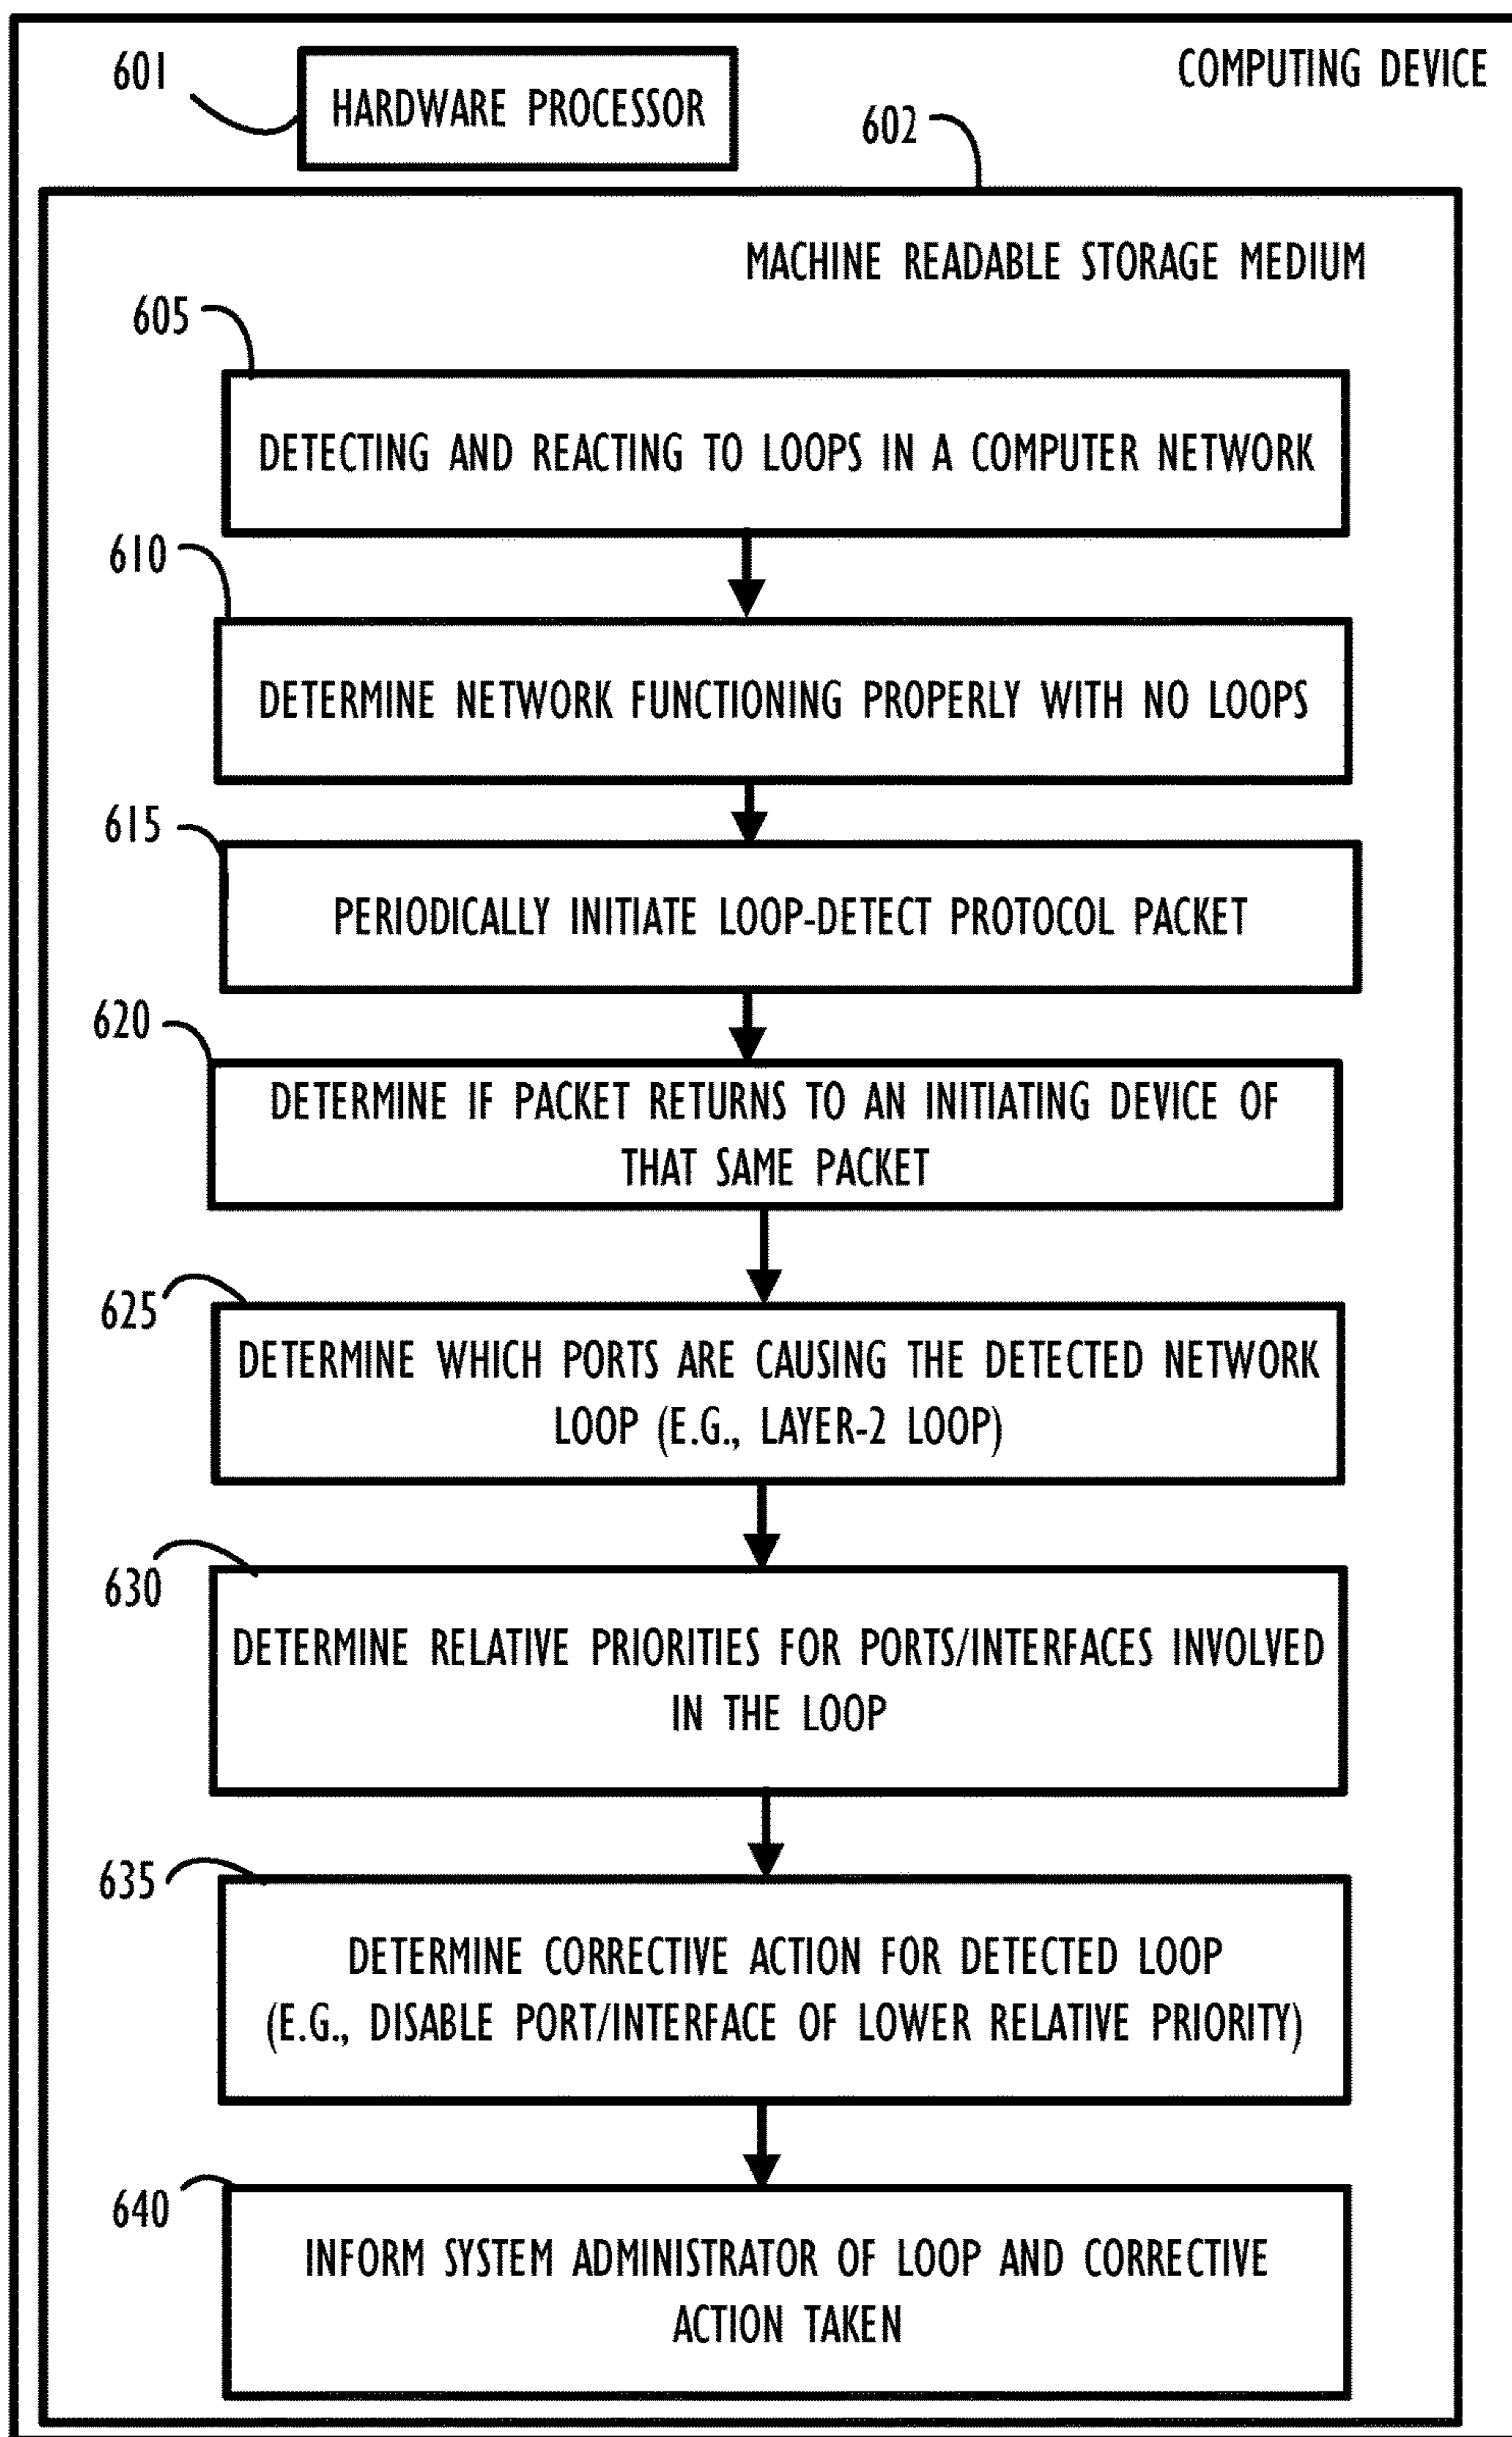 601
HARDWARE PROCESSOR
COMPUTING DEVICE
602
MACHINE READABLE STORAGE MEDIUM
605
DETECTING AND REACTING TO LOOPS IN A COMPUTER NETWORK
610
DETERMINE NETWORK FUNCTIONING PROPERLY WITH NO LOOPS
615
PERIODICALLY INITIATE LOOP-DETECT PROTOCOL PACKET
620
DETERMINE IF PACKET RETURNS TO AN INITIATING DEVICE OF
THAT SAME PACKET
625
DETERMINE WHICH PORTS ARE CAUSING THE DETECTED NETWORK
LOOP (E.G., LAYER-2 LOOP)
630
DETERMINE RELATIVE PRIORITIES FOR PORTS/INTERFACES INVOLVED
IN THE LOOP
635
DETERMINE CORRECTIVE ACTION FOR DETECTED LOOP
(E.G., DISABLE PORT/INTERFACE OF LOWER RELATIVE PRIORITY)
640
INFORM SYSTEM ADMINISTRATOR OF LOOP AND CORRECTIVE
ACTION TAKEN